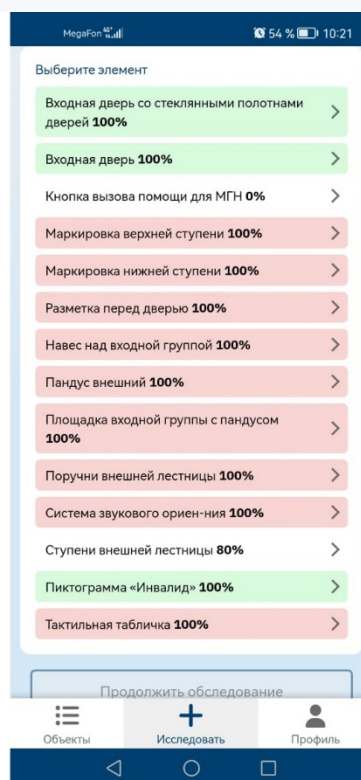 MegaFon 4G+ 54 % 10:21
Выберите элемент
Входная дверь со стеклянными полотнами
дверей 100%
Входная дверь 100%
Кнопка вызова помощи для МГН 0%
Маркировка верхней ступени 100%
Маркировка нижней ступени 100%
Разметка перед дверью 100%
Навес над входной группой 100%
Пандус внешний 100%
Площадка входной группы с пандусом
100%
Поручни внешней лестницы 100%
Система звукового ориен-ния 100%
Ступени внешней лестницы 80%
Пиктограмма «Инвалид» 100%
Тактильная табличка 100%
Продолжить обследование
Объекты Исследовать Профиль